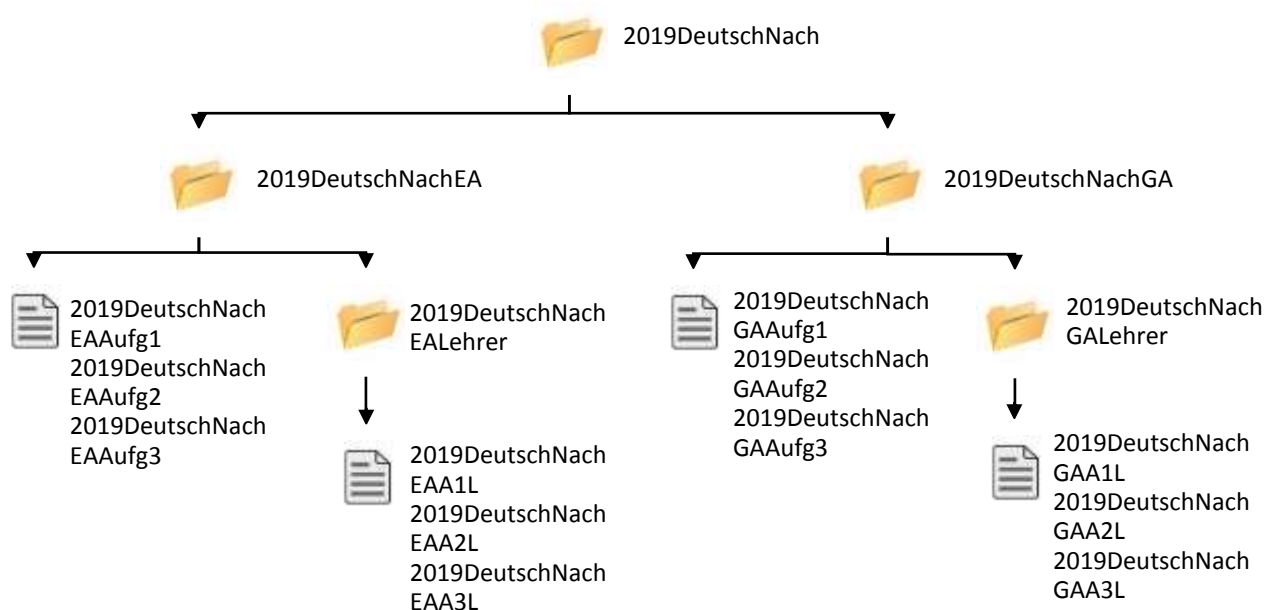 2019DeutschNach
2019DeutschNachEA
2019DeutschNachGA
2019DeutschNach
EAAufg1
2019DeutschNach
EAAufg2
2019DeutschNach
EAAufg3
2019DeutschNach
EALehrer
2019DeutschNach
EAA1L
2019DeutschNach
EAA2L
2019DeutschNach
EAA3L
2019DeutschNach
GAAufg1
2019DeutschNach
GAAufg2
2019DeutschNach
GAAufg3
2019DeutschNach
GALehrer
2019DeutschNach
GAA1L
2019DeutschNach
GAA2L
2019DeutschNach
GAA3L